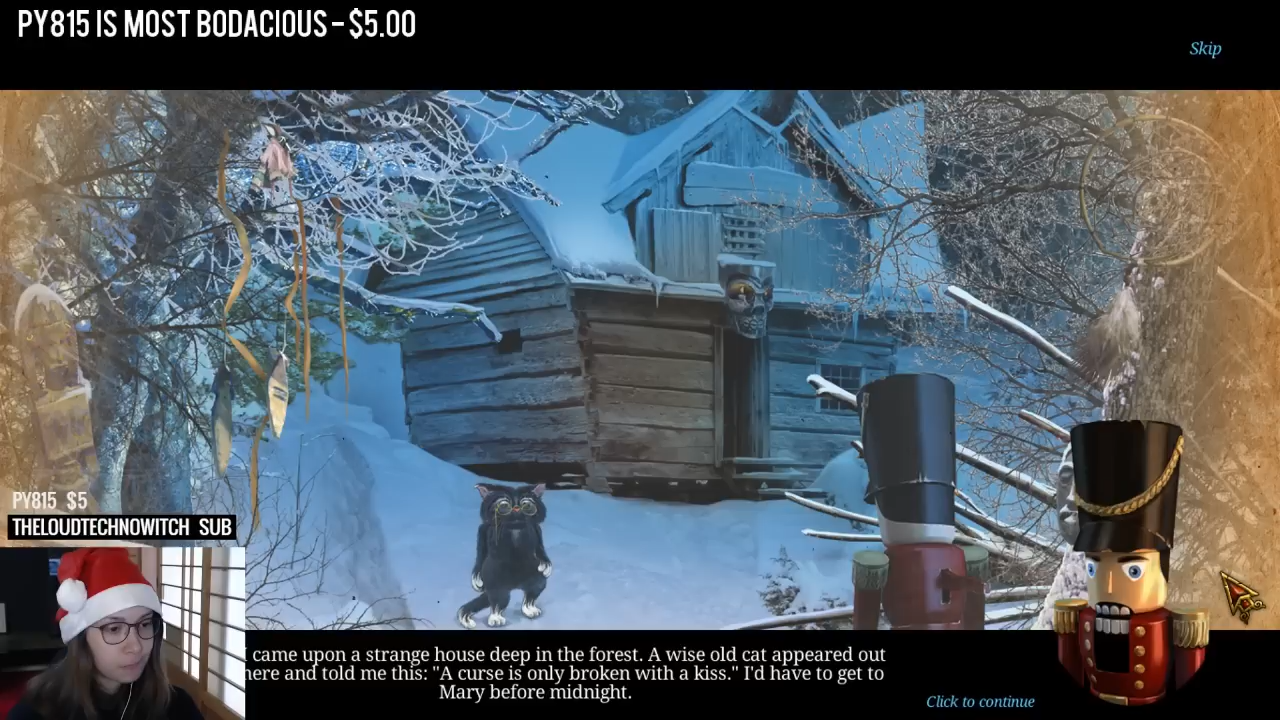 PY815 IS MOST BODACIOUS - $5.00
Skip
PY815 $5
THELOUDTECHNOWITCH SUB
came upon a strange house deep in the forest. A wise old cat appeared out
and told me this: "A curse is only broken with a kiss." I'd have to get to
Mary before midnight.
Click to continue